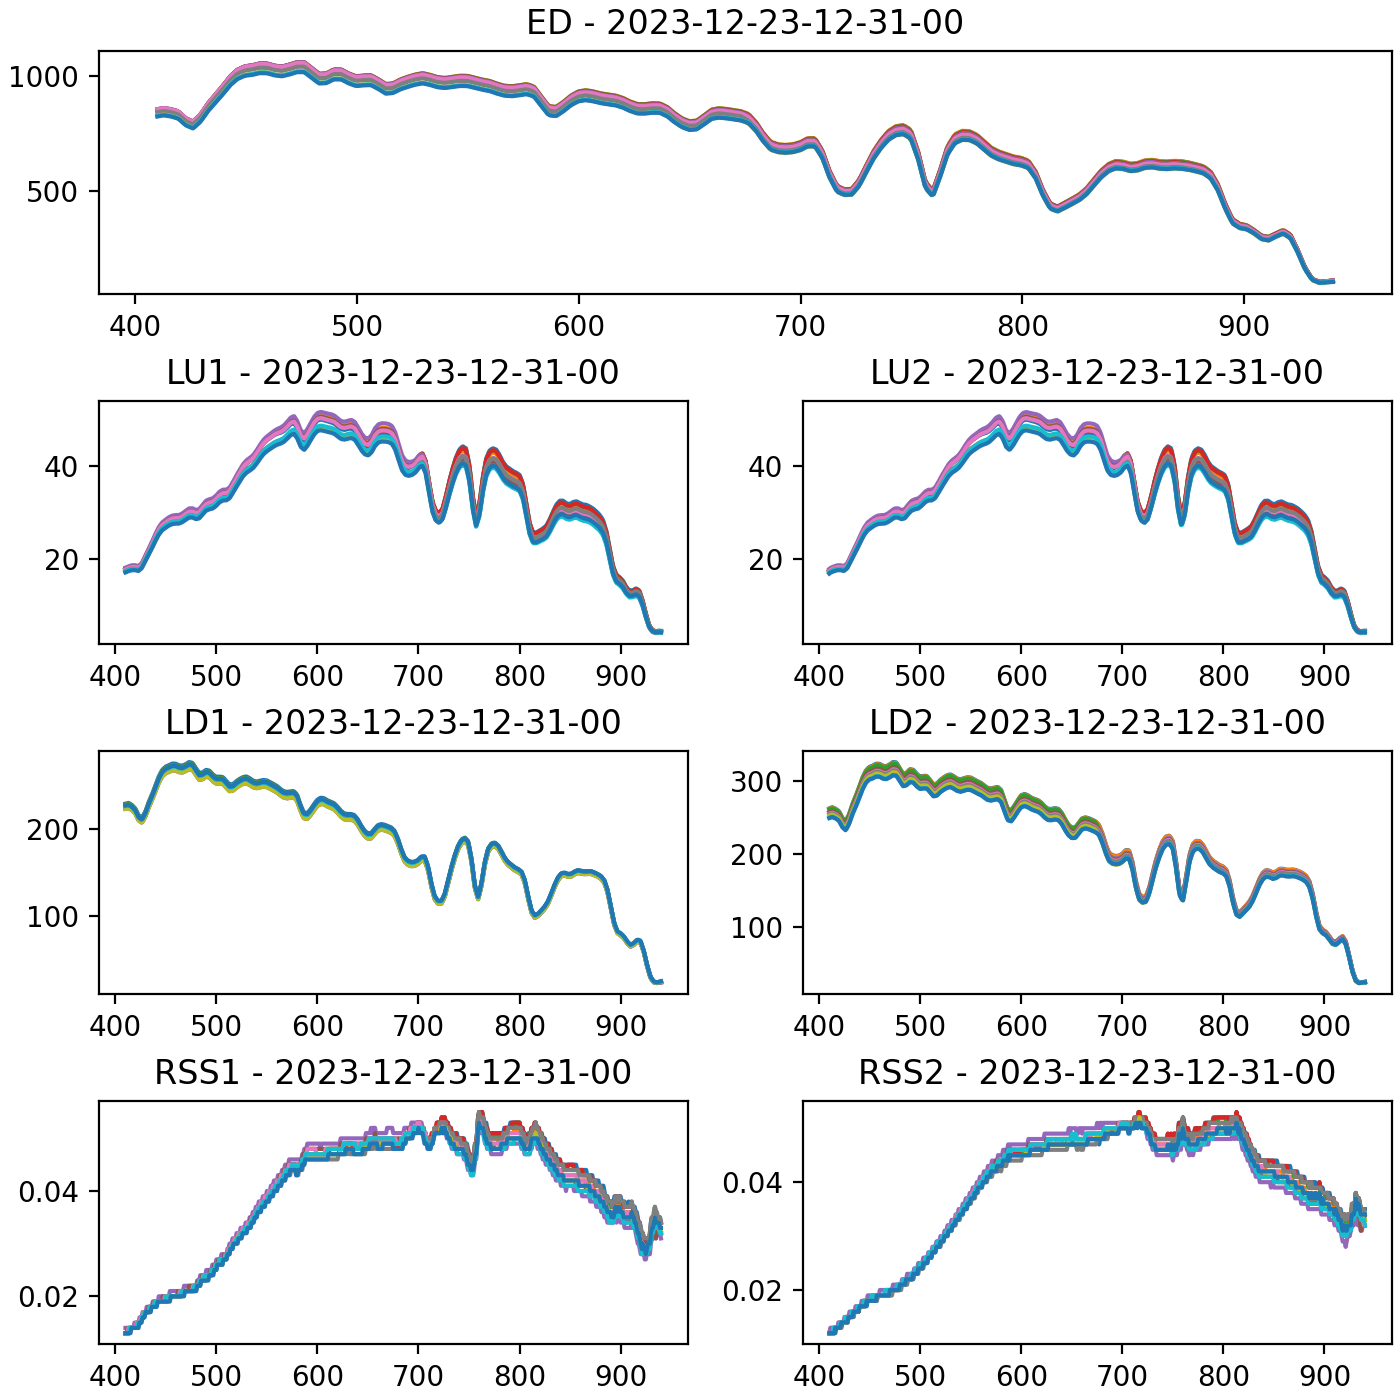 ED - 2023-12-23-12-31-00
1000
500
400 500 600 700 800 900
LU1 - 2023-12-23-12-31-00
40
20
400 500 600 700 800 900
LU2 - 2023-12-23-12-31-00
40
20
400 500 600 700 800 900
LD1 - 2023-12-23-12-31-00
200
100
400 500 600 700 800 900
LD2 - 2023-12-23-12-31-00
300
200
100
400 500 600 700 800 900
RSS1 - 2023-12-23-12-31-00
0.04
0.02
400 500 600 700 800 900
RSS2 - 2023-12-23-12-31-00
0.04
0.02
400 500 600 700 800 900